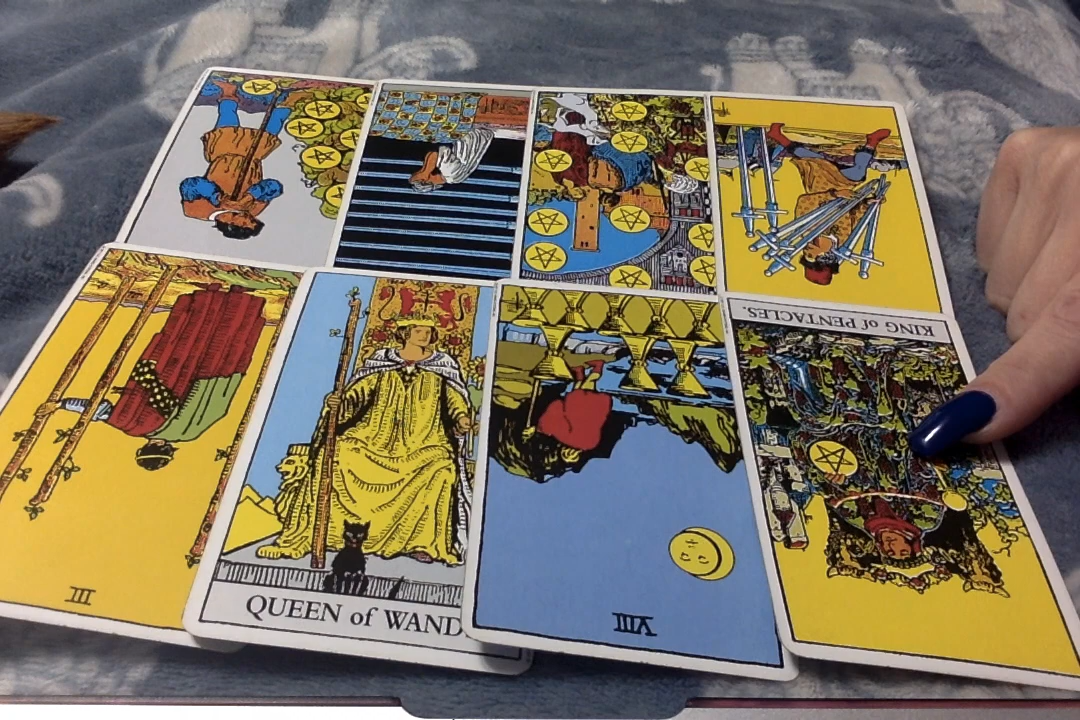 KING of PENTACLES.
III
QUEEN of WAND
VIII